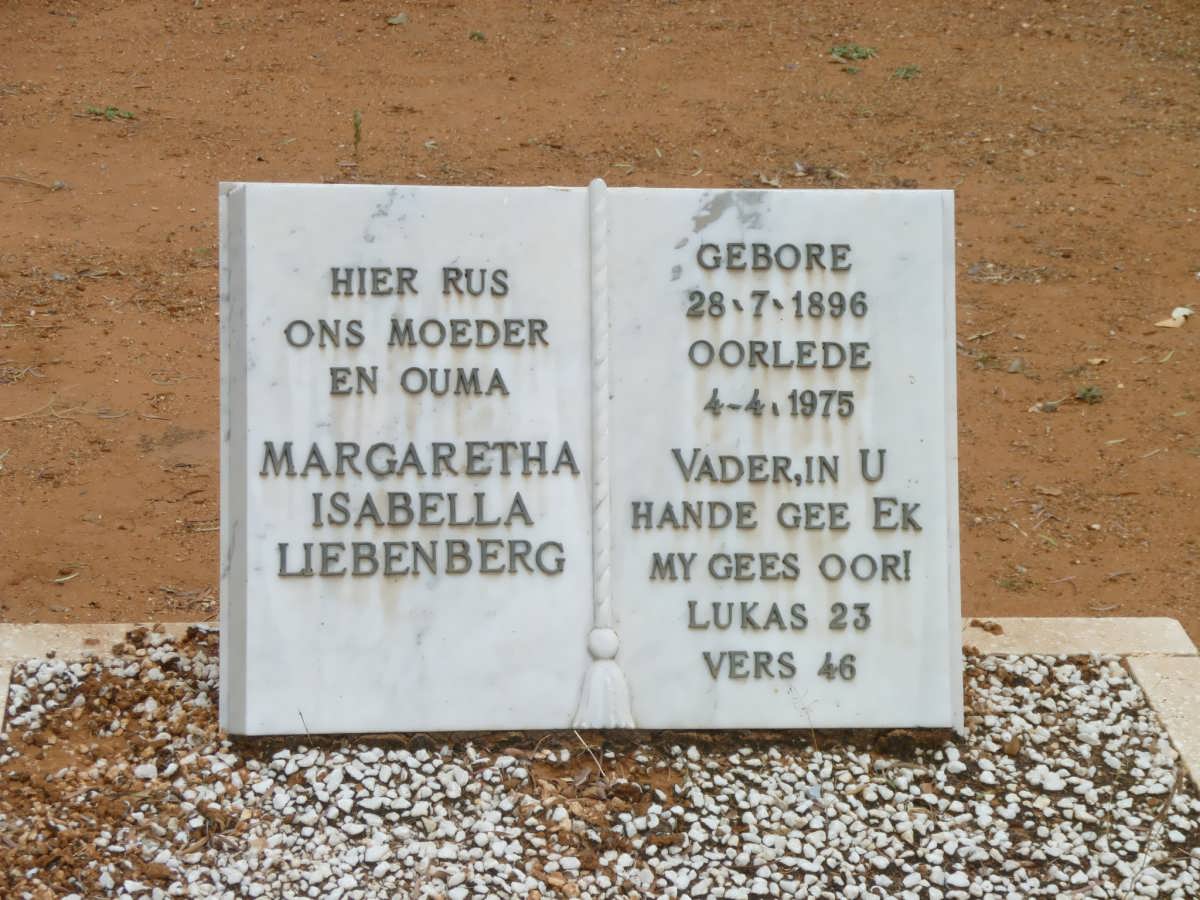 HIER RUS
ONS MOEDER
EN OUMA
MARGARETHA
ISABELLA
LIEBENBERG
GEBORE
28.7.1896
OORLEDE
4-4.1975
VADER, IN U
HANDE GEE EK
MY GEES OOR!
LUKAS 23
VERS 46